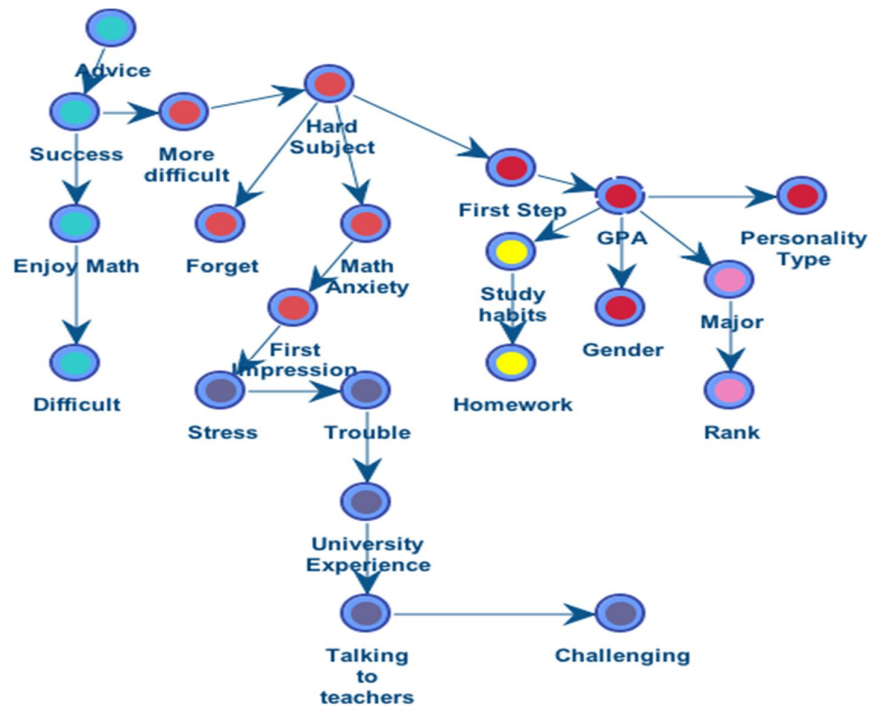 Advice
Success
More
difficult
Hard
Subject
First Step
GPA
Personality
Type
Enjoy Math
Forget
Math
Anxiety
Study
habits
Gender
Major
First
Impression
Difficult
Stress
Trouble
Homework
Rank
University
Experience
Talking
to
teachers
Challenging